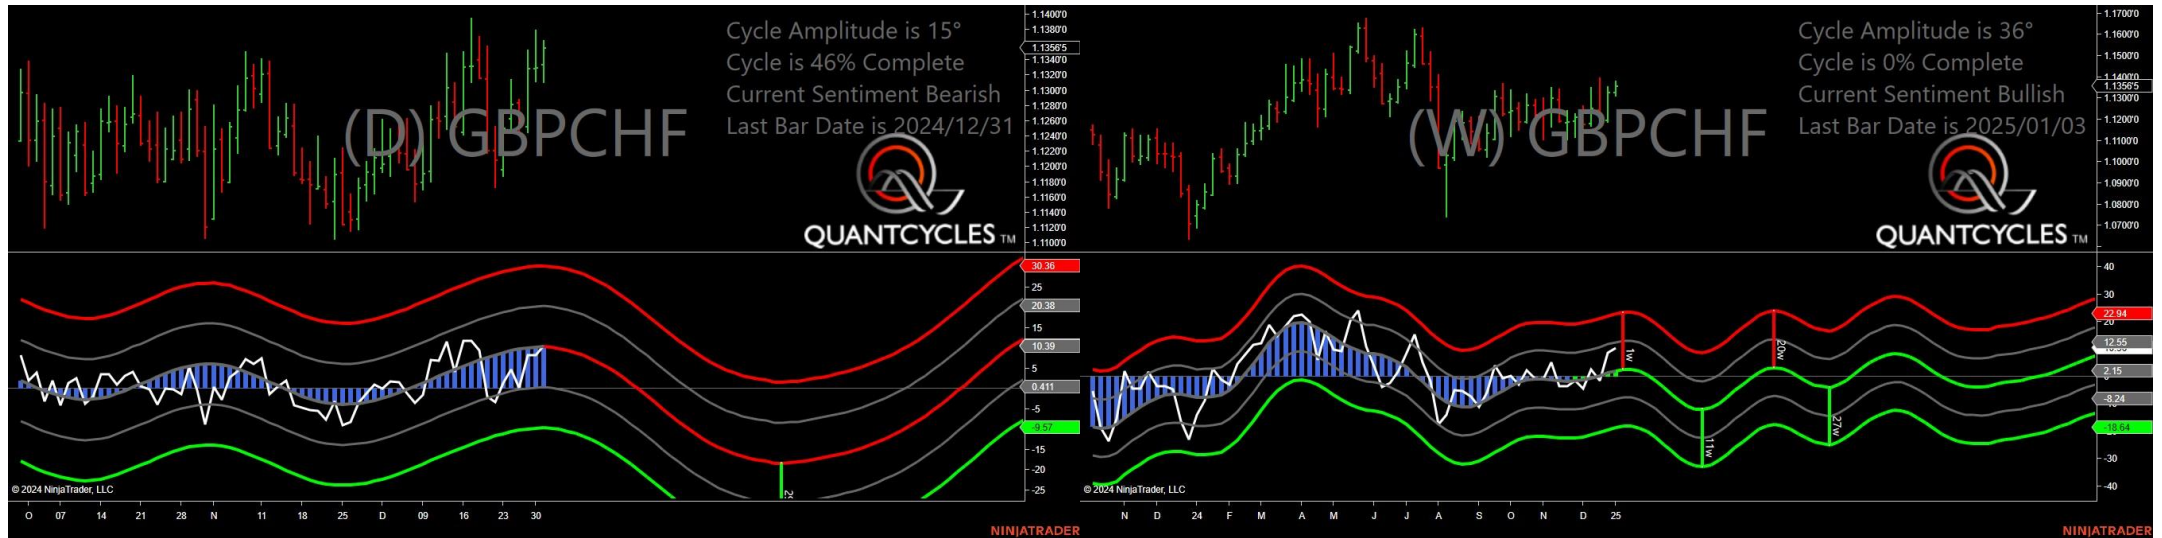 Cycle Amplitude is 15°
Cycle is 46% Complete
Current Sentiment Bearish
Last Bar Date is 2024/12/31
(D) GBPCHF
QUANTCYCLES TM
1.1400'0
1.1380'0
1.1356'5
1.1340'0
1.1320'0
1.1300'0
1.1280'0
1.1260'0
1.1240'0
1.1220'0
1.1200'0
1.1180'0
1.1160'0
1.1140'0
1.1120'0
1.1100'0
30.36
25
20.38
15
10.39
5
0.411
-5
-9.57
-15
-20
-25
© 2024 NinjaTrader, LLC
O 07 14 21 28 N 11 18 25 D 09 16 23 30
NINJATRADER
Cycle Amplitude is 36°
Cycle is 0% Complete
Current Sentiment Bullish
Last Bar Date is 2025/01/03
(W) GBPCHF
QUANTCYCLES TM
1.1700'0
1.1600'0
1.1500'0
1.1400'0
1.1356'5
1.1300'0
1.1200'0
1.1100'0
1.1000'0
1.0900'0
1.0800'0
1.0700'0
40
30
22.94
20
12.55
2.15
-8.24
-18.64
-30
-40
1w
11w
20w
27w
© 2024 NinjaTrader, LLC
N D 24 F M A M J J A S O N D 25
NINJATRADER